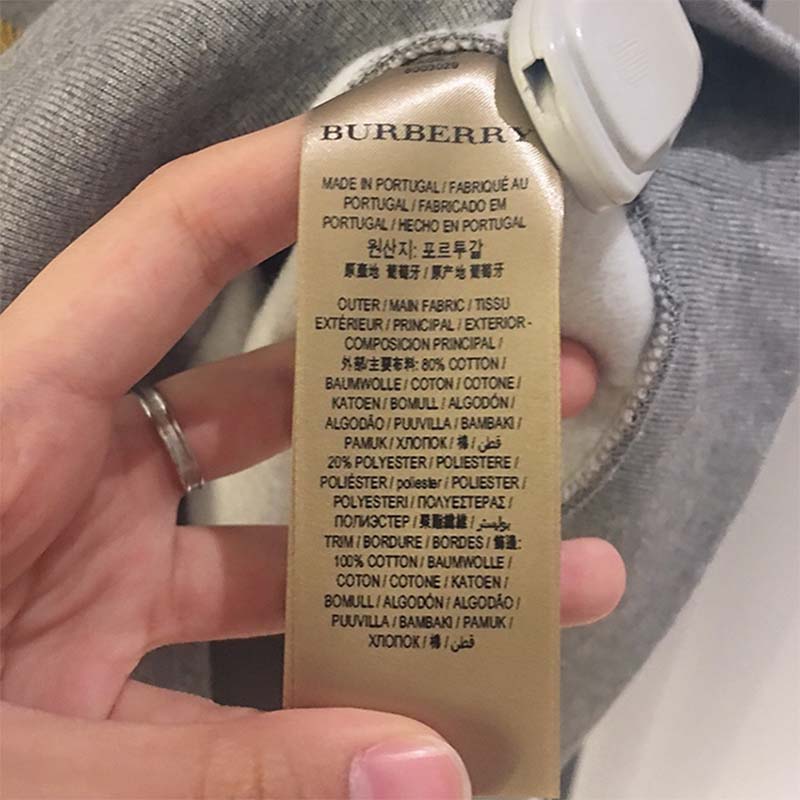 BURBERRY
MADE IN PORTUGAL / FABRIQUÉ AU
PORTUGAL / FABRICADO EM
PORTUGAL / HECHO EN PORTUGAL
원산지: 포르투갈
原產地 葡萄牙 / 原产地 葡萄牙
OUTER / MAIN FABRIC / TISSU
EXTÉRIEUR / PRINCIPAL / EXTERIOR-
COMPOSICION PRINCIPAL /
外部/主要布料: 80% COTTON /
BAUMWOLLE / COTON / COTONE /
KATOEN / BOMULL / ALGODÓN /
ALGODÃO / PUUVILLA / BAMBAKI /
PAMUK / ХЛОПОК / 棉 / قطن /
20% POLYESTER / POLIESTERE /
POLIÉSTER / poliester / POLIESTER /
POLYESTERI / ΠΟΛΥΕΣΤΕΡΑΣ /
ПОЛИЭСТЕР / 聚酯纖維 / بوليستر /
TRIM / BORDURE / BORDES / 飾邊:
100% COTTON / BAUMWOLLE /
COTON / COTONE / KATOEN /
BOMULL / ALGODÓN / ALGODÃO /
PUUVILLA / BAMBAKI / PAMUK /
ХЛОПОК / 棉 / قطن